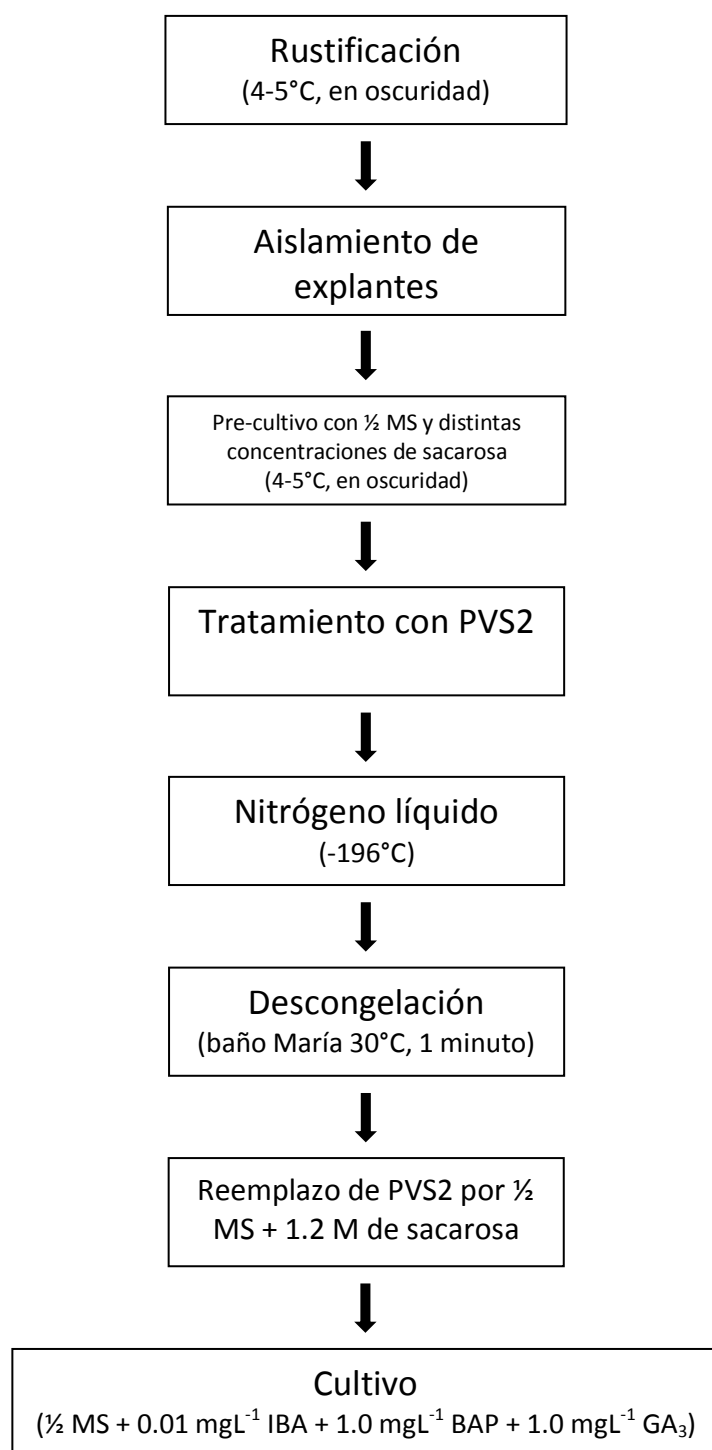 Rustificación
(4-5°C, en oscuridad)
Aislamiento de
explantes
Pre-cultivo con ½ MS y distintas
concentraciones de sacarosa
(4-5°C, en oscuridad)
Tratamiento con PVS2
Nitrógeno líquido
(-196°C)
Descongelación
(baño María 30°C, 1 minuto)
Reemplazo de PVS2 por ½
MS + 1.2 M de sacarosa
Cultivo
(½ MS + 0.01 mgL⁻¹ IBA + 1.0 mgL⁻¹ BAP + 1.0 mgL⁻¹ GA₃)